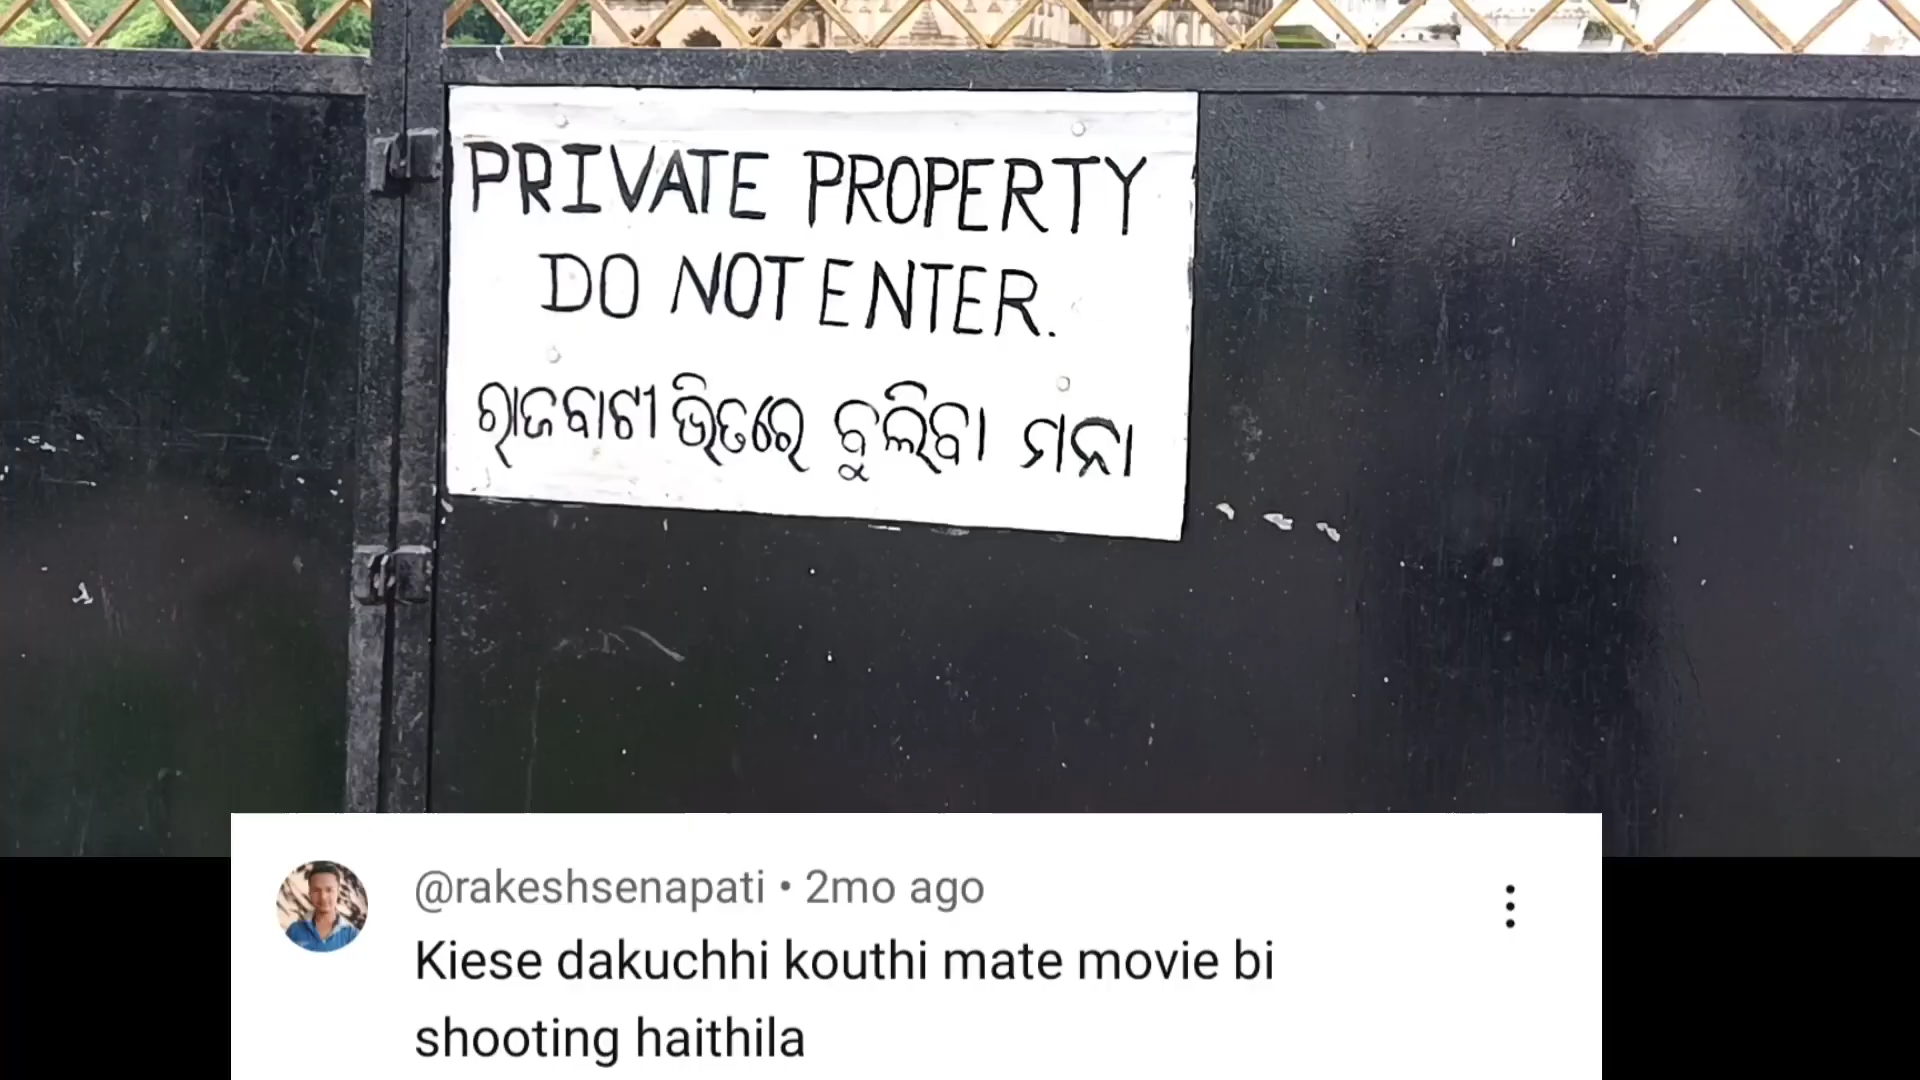 PRIVATE PROPERTY
DO NOT ENTER.
ରାଜବାଟୀ ଭିତରେ ବୁଲିବା ମନା
@rakeshsenapati • 2mo ago
Kiese dakuchhi kouthi mate movie bi
shooting haithila